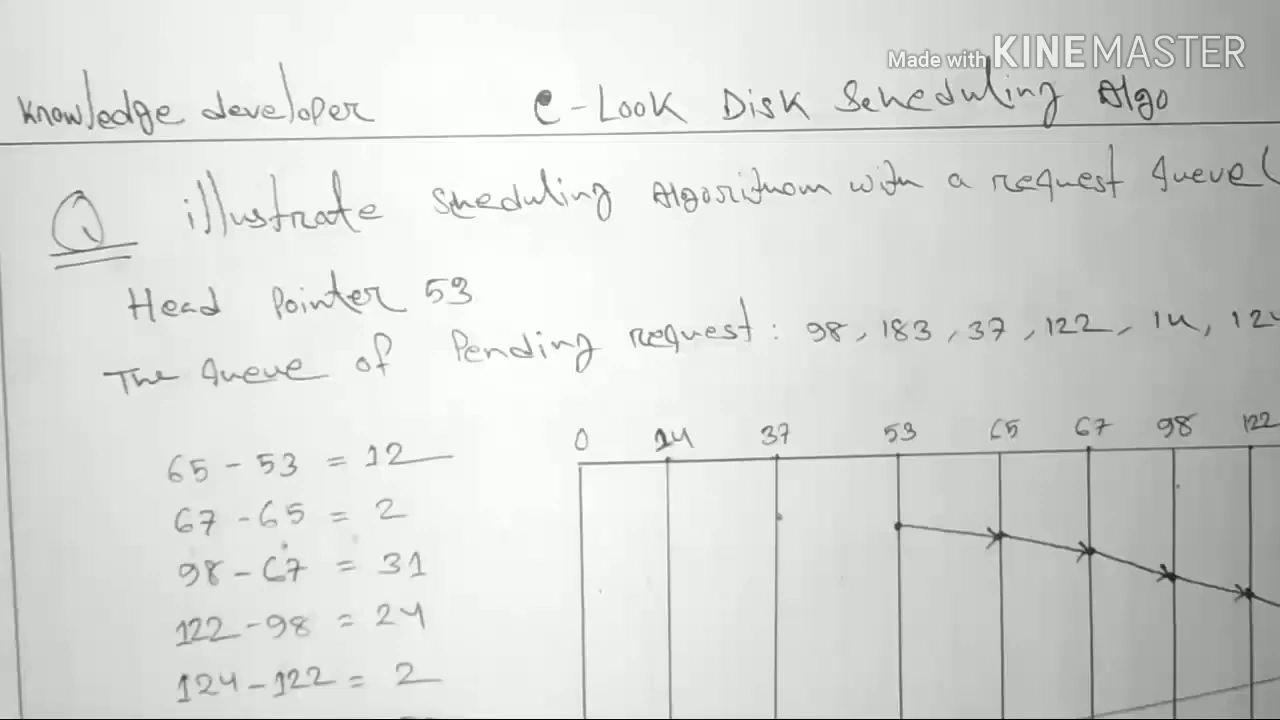 Made with KINEMASTER
Knowledge developer C-Look Disk Scheduling Algo
Q illustrate Scheduling Algorithom with a request queue (
Head Pointer 53
The queue of Pending request : 98, 183, 37, 122, 14, 124
0 14 37 53 65 67 98 122
65 - 53 = 12
67 - 65 = 2
98 - 67 = 31
122 - 98 = 24
124 - 122 = 2